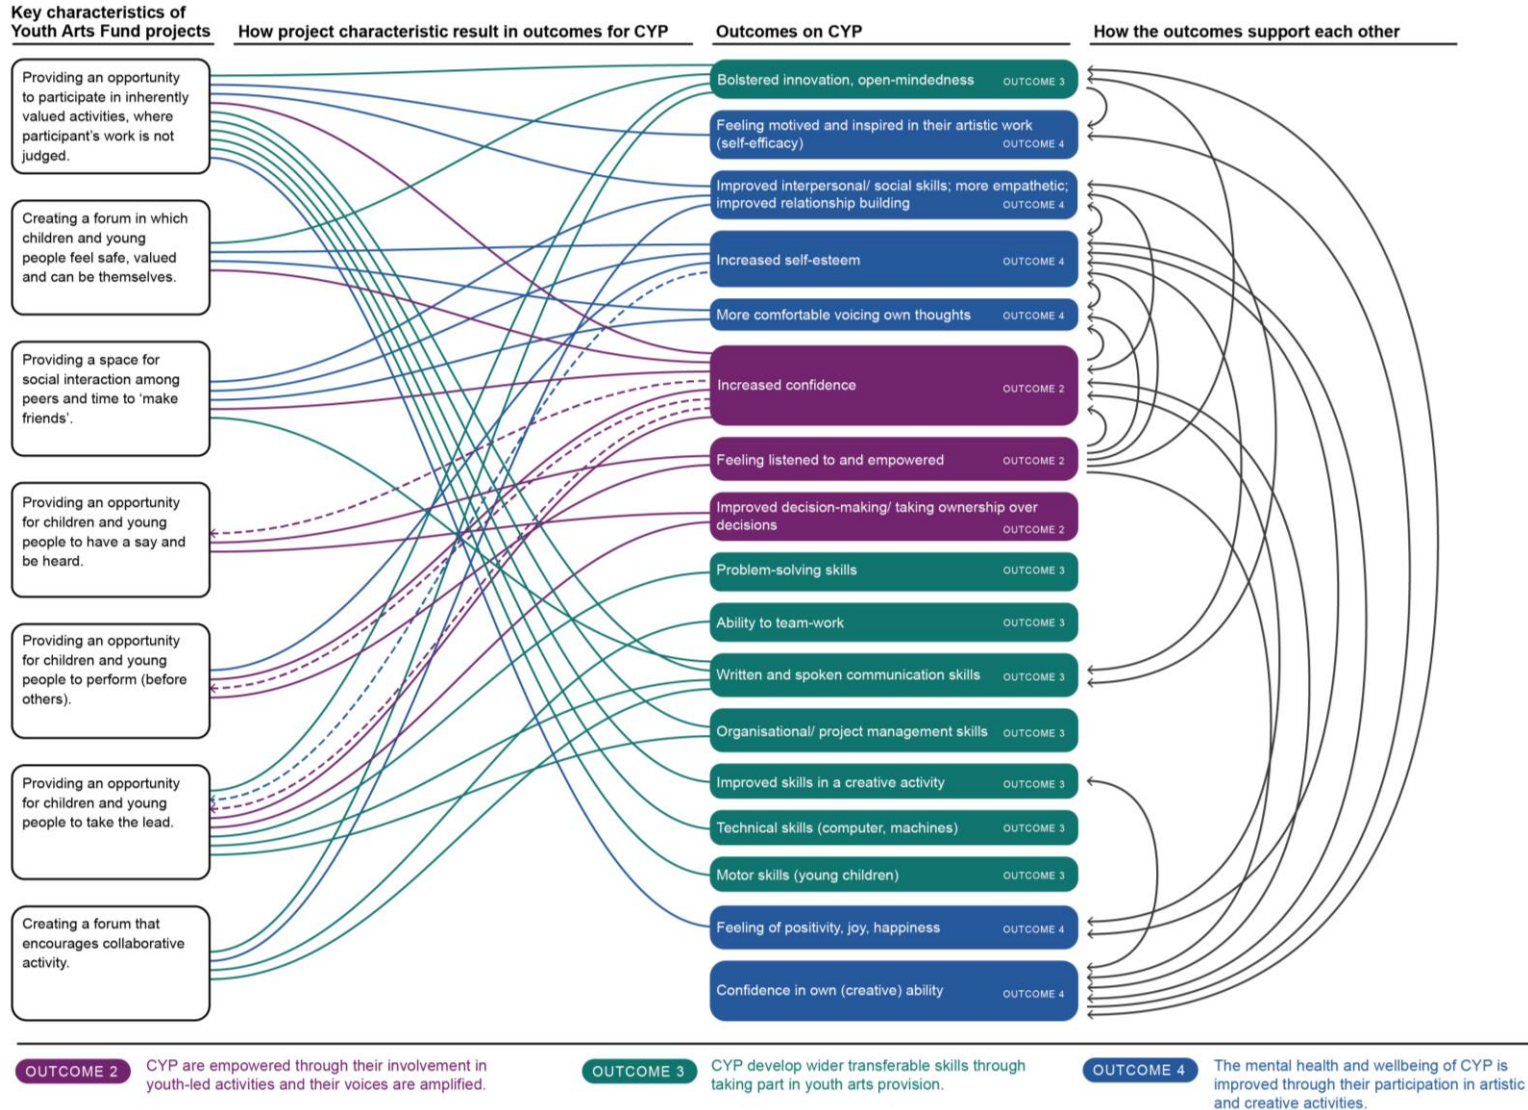 Key characteristics of
Youth Arts Fund projects
How project characteristic result in outcomes for CYP
Outcomes on CYP
How the outcomes support each other
Providing an opportunity
to participate in inherently
valued activities, where
participant's work is not
judged.
Creating a forum in which
children and young
people feel safe, valued
and can be themselves.
Providing a space for
social interaction among
peers and time to ‘make
friends’.
Providing an opportunity
for children and young
people to have a say and
be heard.
Providing an opportunity
for children and young
people to perform (before
others).
Providing an opportunity
for children and young
people to take the lead.
Creating a forum that
encourages collaborative
activity.
Bolstered innovation, open-mindedness OUTCOME 3
Feeling motived and inspired in their artistic work
(self-efficacy) OUTCOME 4
Improved interpersonal/ social skills; more empathetic;
improved relationship building OUTCOME 4
Increased self-esteem OUTCOME 4
More comfortable voicing own thoughts OUTCOME 4
Increased confidence OUTCOME 2
Feeling listened to and empowered OUTCOME 2
Improved decision-making/ taking ownership over
decisions OUTCOME 2
Problem-solving skills OUTCOME 3
Ability to team-work OUTCOME 3
Written and spoken communication skills OUTCOME 3
Organisational/ project management skills OUTCOME 3
Improved skills in a creative activity OUTCOME 3
Technical skills (computer, machines) OUTCOME 3
Motor skills (young children) OUTCOME 3
Feeling of positivity, joy, happiness OUTCOME 4
Confidence in own (creative) ability OUTCOME 4
OUTCOME 2
CYP are empowered through their involvement in
youth-led activities and their voices are amplified.
OUTCOME 3
CYP develop wider transferable skills through
taking part in youth arts provision.
OUTCOME 4
The mental health and wellbeing of CYP is
improved through their participation in artistic
and creative activities.